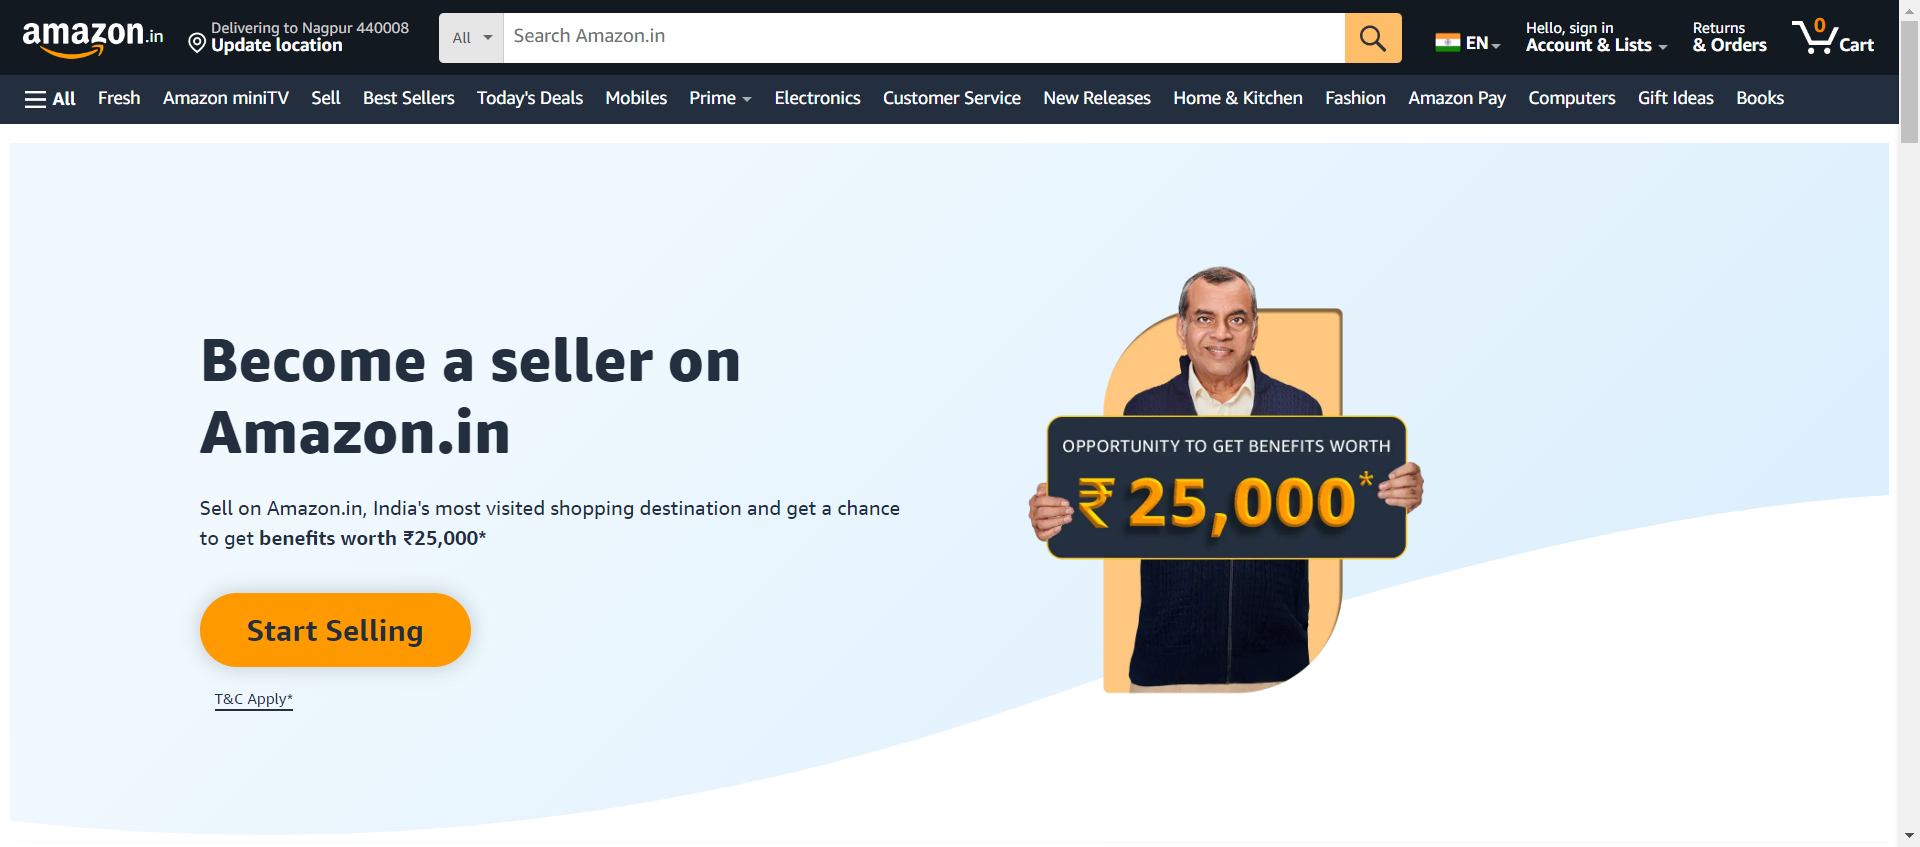 amazon.in
Delivering to Nagpur 440008
Update location
All
Search Amazon.in
EN
Hello, sign in
Account & Lists
Returns
& Orders
0
Cart
All Fresh Amazon miniTV Sell Best Sellers Today's Deals Mobiles Prime Electronics Customer Service New Releases Home & Kitchen Fashion Amazon Pay Computers Gift Ideas Books
Become a seller on
Amazon.in
Sell on Amazon.in, India's most visited shopping destination and get a chance
to get benefits worth ₹25,000*
Start Selling
T&C Apply*
OPPORTUNITY TO GET BENEFITS WORTH
₹25,000*